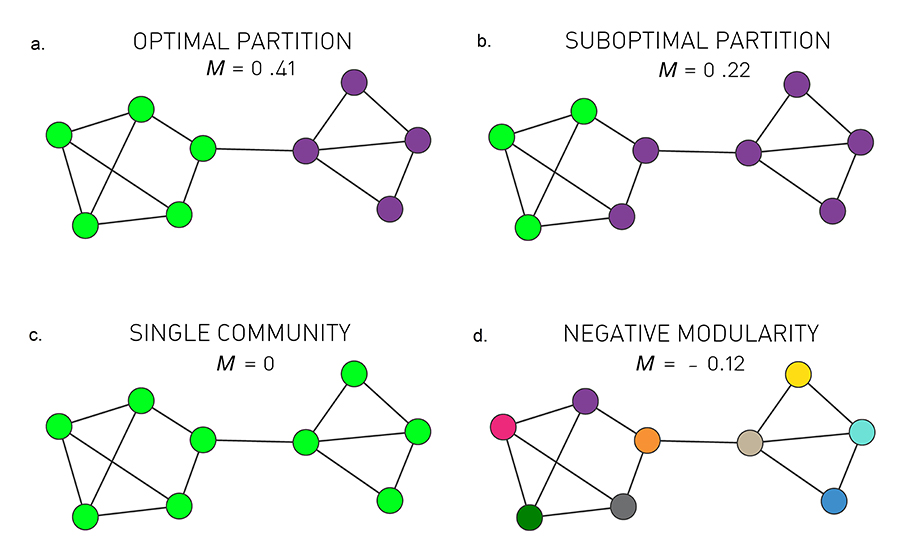 a.
OPTIMAL PARTITION
M = 0 .41
b.
SUBOPTIMAL PARTITION
M = 0 .22
c.
SINGLE COMMUNITY
M = 0
d.
NEGATIVE MODULARITY
M = - 0.12